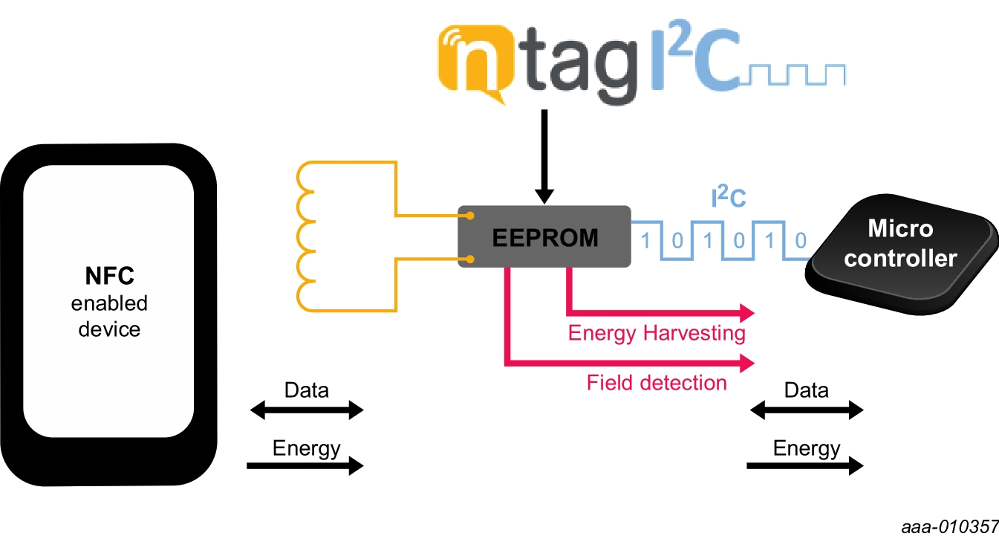 ntag I²C
I²C
EEPROM
1 0 1 0 1 0
Micro
controller
NFC
enabled
device
Energy Harvesting
Field detection
Data
Data
Energy
Energy
aaa-010357